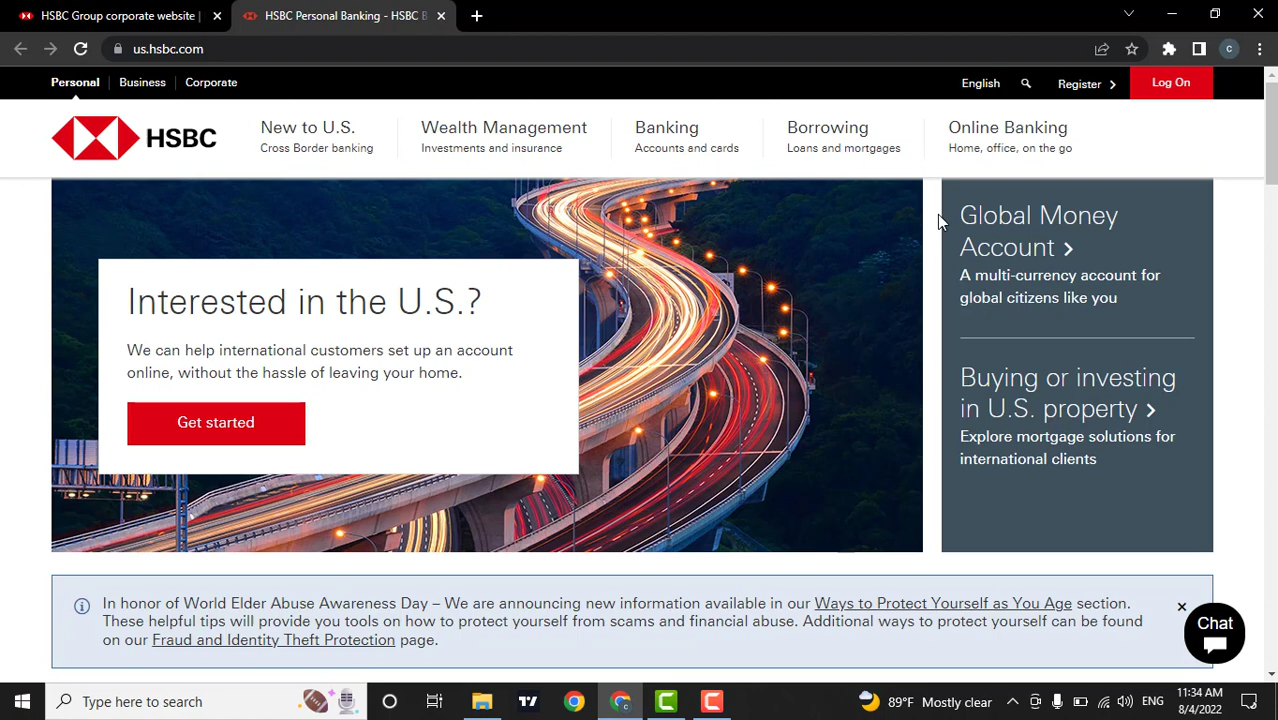 HSBC Group corporate website |
HSBC Personal Banking - HSBC B
us.hsbc.com
C
Personal
Business
Corporate
English
Register
Log On
HSBC
New to U.S.
Cross Border banking
Wealth Management
Investments and insurance
Banking
Accounts and cards
Borrowing
Loans and mortgages
Online Banking
Home, office, on the go
Interested in the U.S.?
We can help international customers set up an account
online, without the hassle of leaving your home.
Get started
Global Money
Account
A multi-currency account for
global citizens like you
Buying or investing
in U.S. property
Explore mortgage solutions for
international clients
In honor of World Elder Abuse Awareness Day – We are announcing new information available in our Ways to Protect Yourself as You Age section.
These helpful tips will provide you tools on how to protect yourself from scams and financial abuse. Additional ways to protect yourself can be found
on our Fraud and Identity Theft Protection page.
Chat
Type here to search
89°F Mostly clear
ENG
11:34 AM
8/4/2022